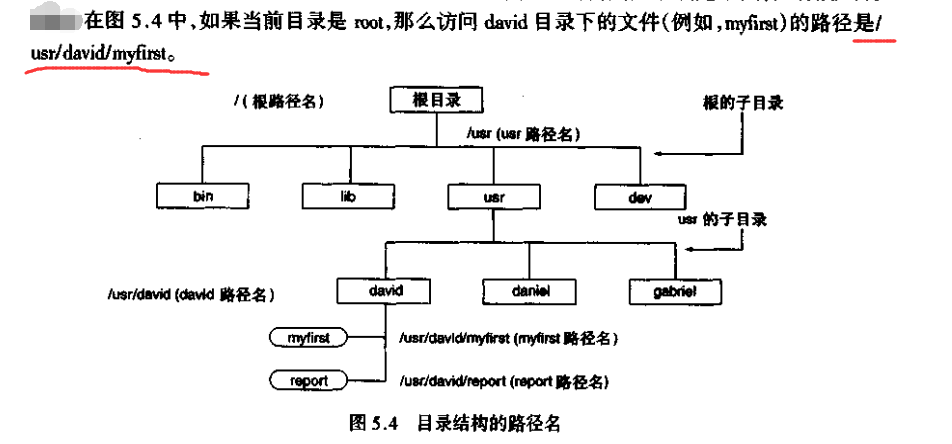 在图 5.4 中,如果当前目录是 root,那么访问 david 目录下的文件(例如,myfirst)的路径是/
usr/david/myfirst。
/(根路径名)
根目录
根的子目录
/usr (usr 路径名)
bin
lib
usr
dev
usr 的子目录
/usr/david (david 路径名)
david
daniel
gabriel
myfirst
/usr/david/myfirst (myfirst 路径名)
report
/usr/david/report (report 路径名)
图 5.4 目录结构的路径名